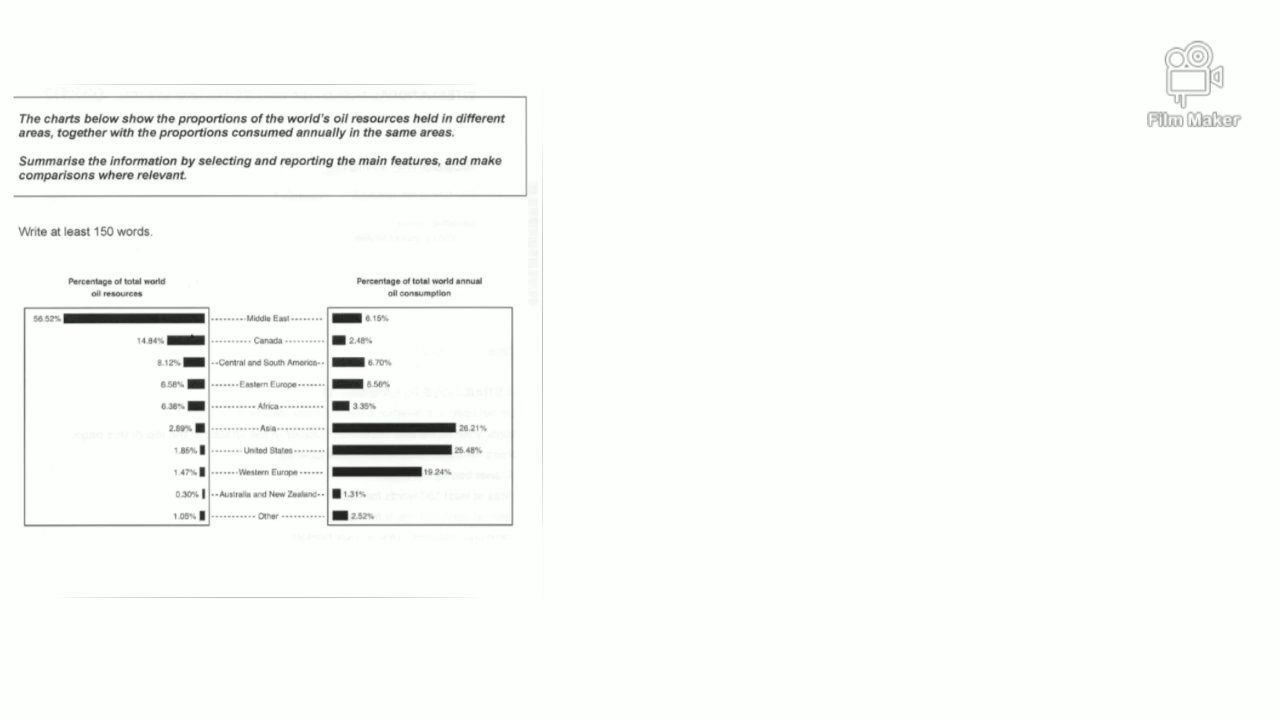 Film Maker
The charts below show the proportions of the world's oil resources held in different
areas, together with the proportions consumed annually in the same areas.
Summarise the information by selecting and reporting the main features, and make
comparisons where relevant.
Write at least 150 words.
Percentage of total world
oil resources
Percentage of total world annual
oil consumption
56.52% Middle East 6.15%
14.84% Canada 2.48%
8.12% Central and South America 6.70%
6.58% Eastern Europe 6.56%
6.38% Africa 3.35%
2.89% Asia 26.21%
1.85% United States 25.48%
1.47% Western Europe 19.24%
0.30% Australia and New Zealand 1.31%
1.05% Other 2.52%